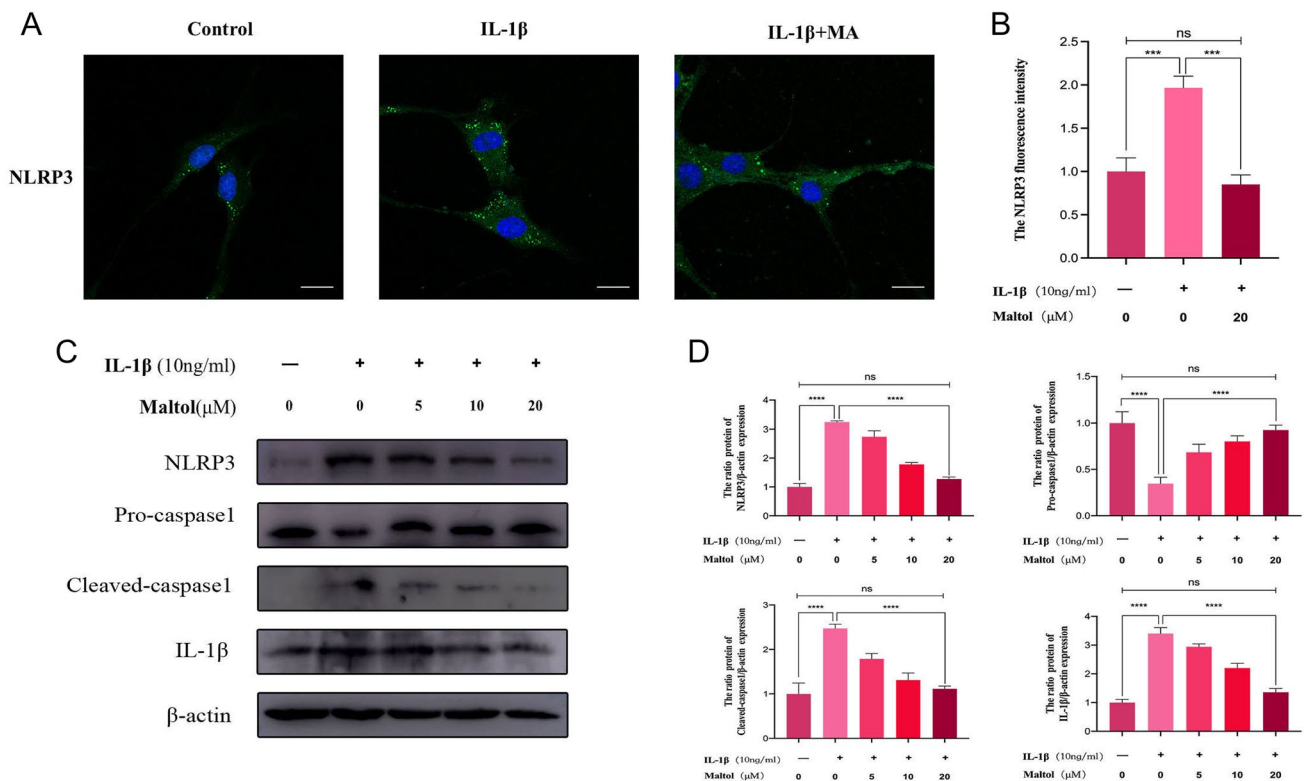 A
Control
IL-1β
IL-1β+MA
NLRP3
B
The NLRP3 fluorescence intensity
2.5
2.0
1.5
1.0
0.5
0.0
ns
*** ***
IL-1β (10ng/ml) — + +
Maltol (μM) 0 0 20
C
IL-1β (10ng/ml) — + + + +
Maltol(μM) 0 0 5 10 20
NLRP3
Pro-caspase1
Cleaved-caspase1
IL-1β
β-actin
D
The ratio protein of
NLRP3/β-actin expression
4
3
2
1
0
ns
**** ****
IL-1β (10ng/ml) — + + + +
Maltol (μM) 0 0 5 10 20
The ratio protein of
Pro-caspase1/β-actin expression
1.5
1.0
0.5
0.0
ns
**** ****
IL-1β (10ng/ml) — + + + +
Maltol (μM) 0 0 5 10 20
The ratio protein of
Cleaved-caspase1/β-actin expression
3
2
1
0
ns
**** ****
IL-1β (10ng/ml) — + + + +
Maltol (μM) 0 0 5 10 20
The ratio protein of
IL-1β/β-actin expression
4
3
2
1
0
ns
**** ****
IL-1β (10ng/ml) — + + + +
Maltol (μM) 0 0 5 10 20